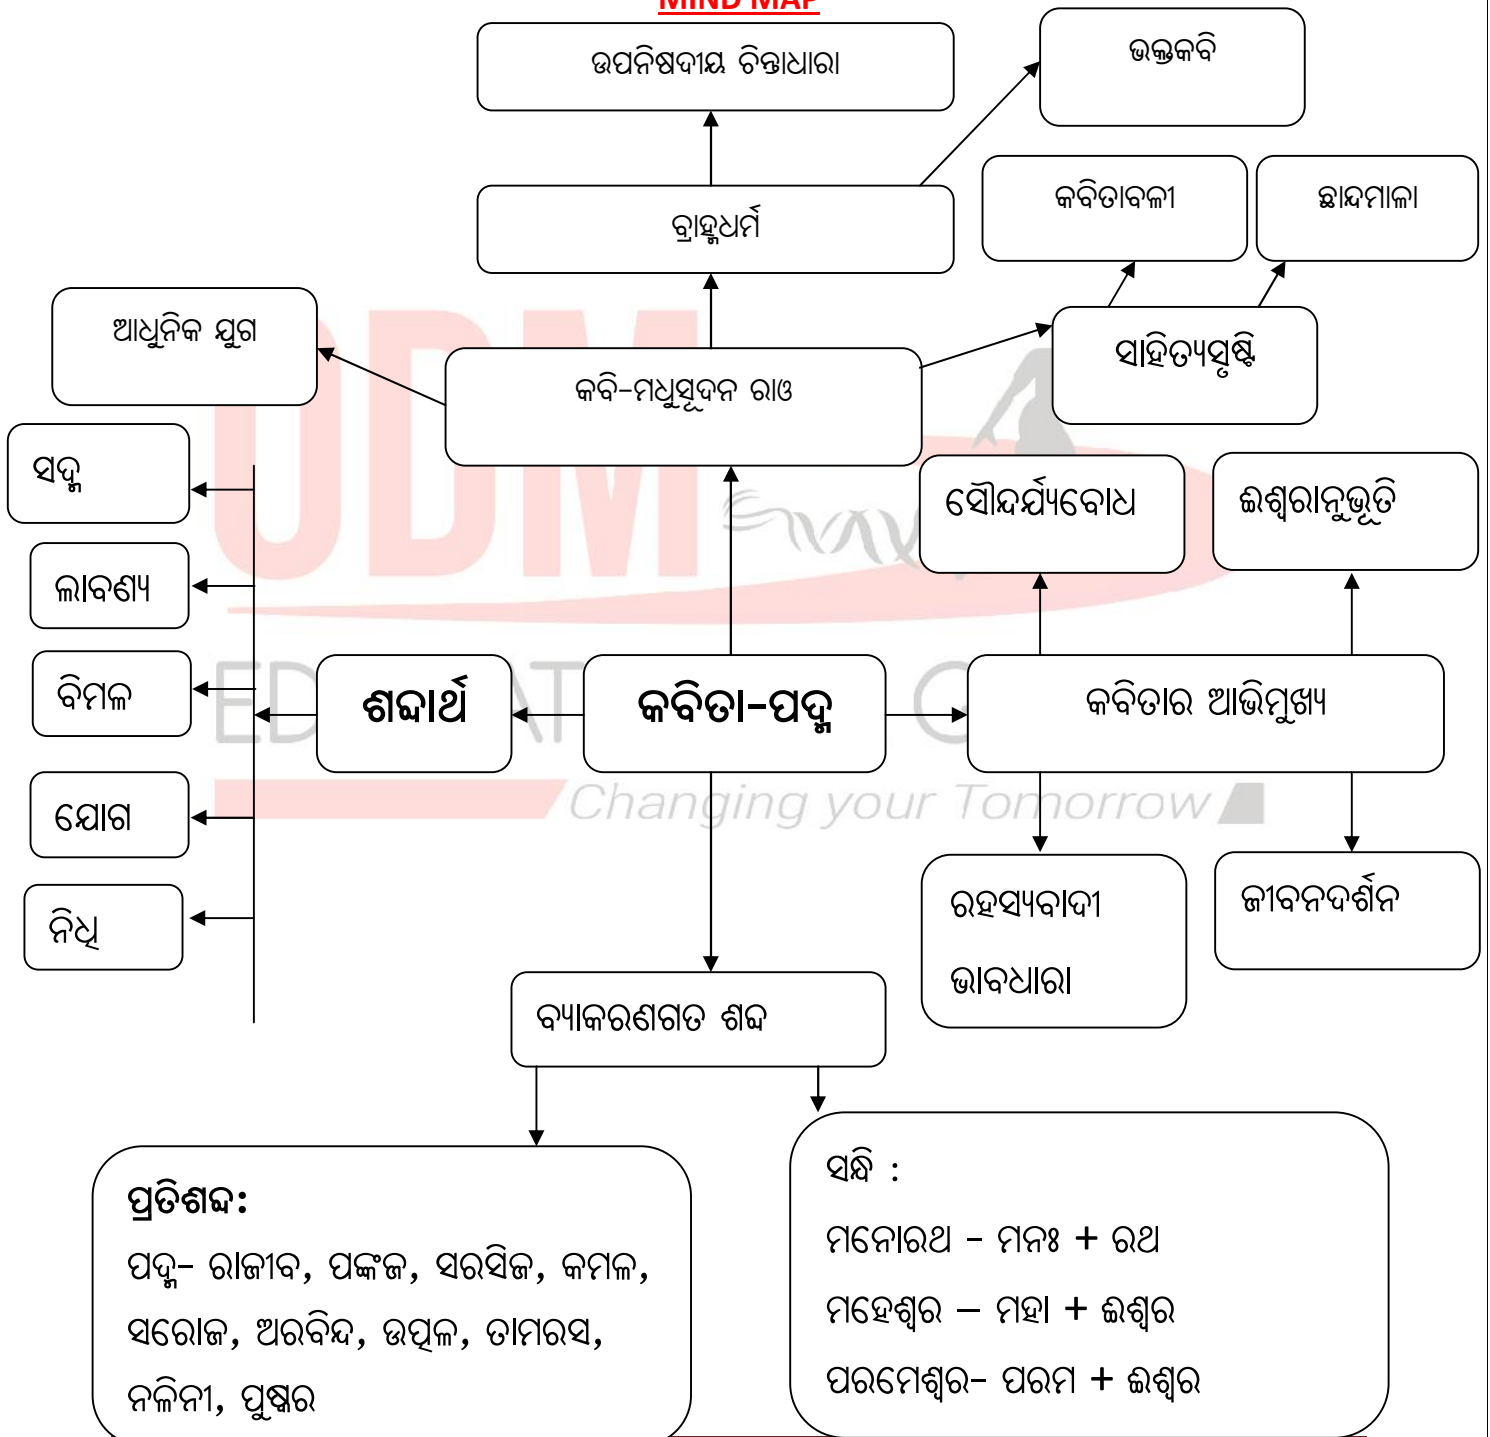 MIND MAP
ଉପନିଷଦୀୟ ଚିନ୍ତାଧାରା
ଭକ୍ତକବି
ବ୍ରାହ୍ମଧର୍ମ
କବିତାବଳୀ
ଛାନ୍ଦମାଳା
ଆଧୁନିକ ଯୁଗ
କବି-ମଧୁସୂଦନ ରାଓ
ସାହିତ୍ୟସୃଷ୍ଟି
ସଦ୍ମ
ସୌନ୍ଦର୍ଯ୍ୟବୋଧ
ଈଶ୍ୱରାନୁଭୂତି
ଲାବଣ୍ୟ
ବିମଳ
ଶବ୍ଦାର୍ଥ
କବିତା-ପଦ୍ମ
କବିତାର ଆଭିମୁଖ୍ୟ
Changing your Tomorrow
ଯୋଗ
ନିଧି
ରହସ୍ୟବାଦୀ
ଭାବଧାରା
ଜୀବନଦର୍ଶନ
ବ୍ୟାକରଣଗତ ଶବ୍ଦ
ପ୍ରତିଶବ୍ଦ:
ପଦ୍ମ- ରାଜୀବ, ପଙ୍କଜ, ସରସିଜ, କମଳ,
ସରୋଜ, ଅରବିନ୍ଦ, ଉତ୍ପଳ, ତାମରସ,
ନଳିନୀ, ପୁଷ୍କର
ସନ୍ଧି :
ମନୋରଥ - ମନଃ + ରଥ
ମହେଶ୍ୱର – ମହା + ଈଶ୍ୱର
ପରମେଶ୍ୱର- ପରମ + ଈଶ୍ୱର